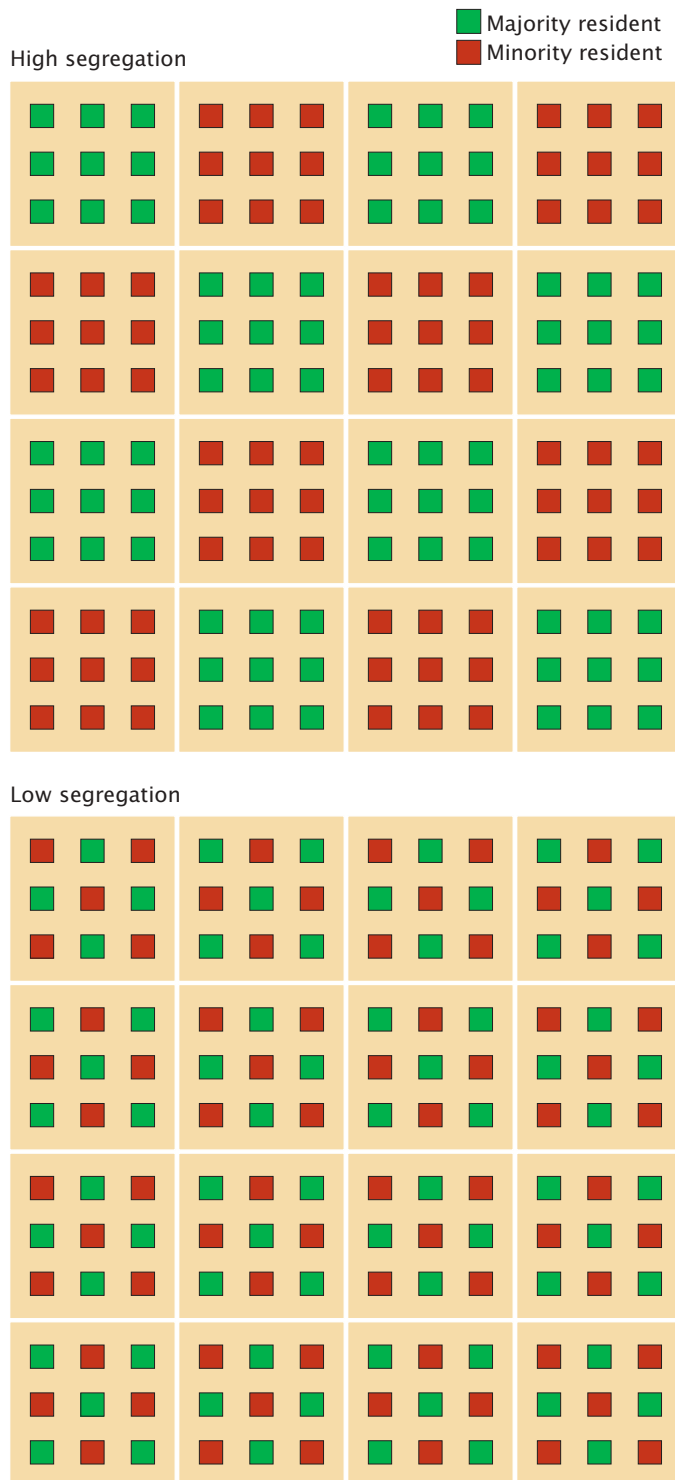 Majority resident
Minority resident
High segregation
Low segregation